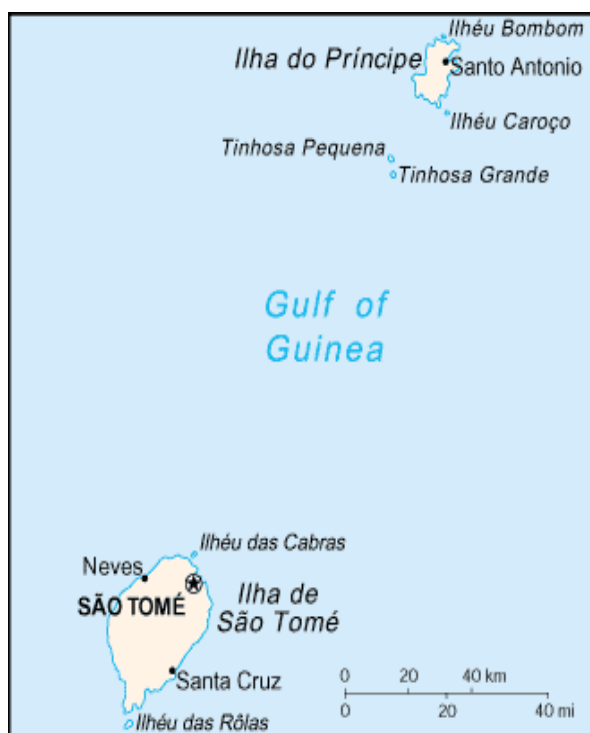 Ilhéu Bombom
Ilha do Príncipe
Santo Antonio
Ilhéu Caroço
Tinhosa Pequena
Tinhosa Grande
Gulf of
Guinea
Ilhéu das Cabras
Neves
SÃO TOMÉ
Ilha de
São Tomé
Santa Cruz
Ilhéu das Rôlas
0 20 40 km
0 20 40 mi